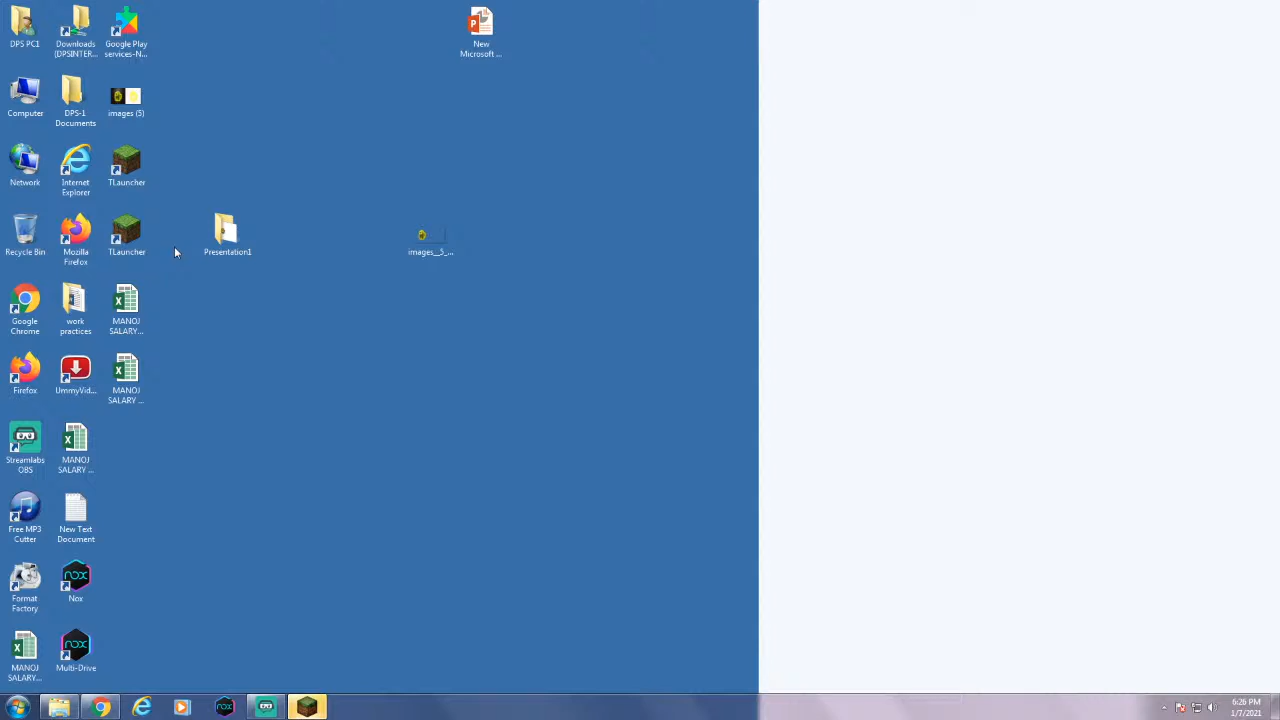 DPS PC1
Downloads
(DPSINTER...
Google Play
services-N...
New
Microsoft ...
Computer
DPS-1
Documents
images (5)
Network
Internet
Explorer
TLauncher
Recycle Bin
Mozilla
Firefox
TLauncher
Presentation1
images__5_...
Google
Chrome
work
practices
MANOJ
SALARY...
Firefox
UmmyVid...
MANOJ
SALARY ...
Streamlabs
OBS
MANOJ
SALARY ...
Free MP3
Cutter
New Text
Document
Format
Factory
Nox
MANOJ
SALARY...
Multi-Drive
6:26 PM
1/7/2021